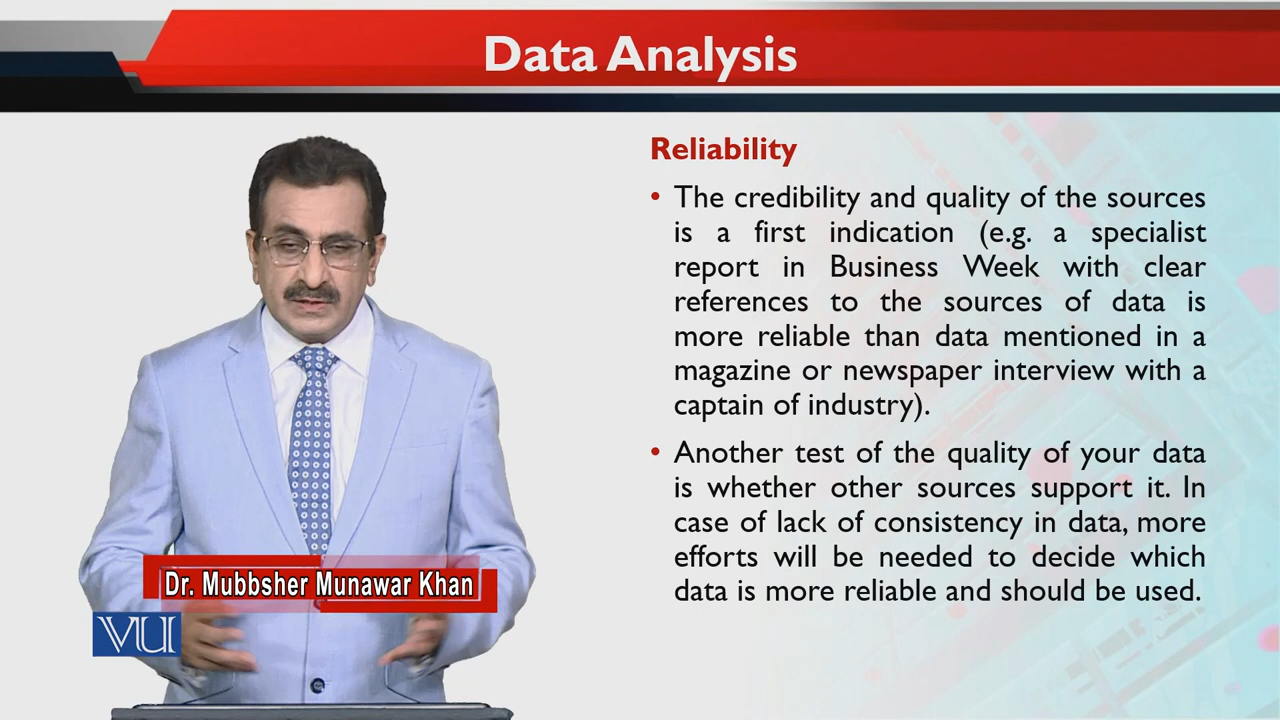 Data Analysis
Reliability
• The credibility and quality of the sources
is a first indication (e.g. a specialist
report in Business Week with clear
references to the sources of data is
more reliable than data mentioned in a
magazine or newspaper interview with a
captain of industry).
• Another test of the quality of your data
is whether other sources support it. In
case of lack of consistency in data, more
efforts will be needed to decide which
data is more reliable and should be used.
Dr. Mubbsher Munawar Khan
VU